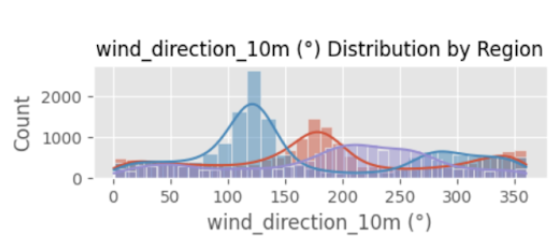 wind_direction_10m (°) Distribution by Region
Count
2000
1000
0
0 50 100 150 200 250 300 350
wind_direction_10m (°)